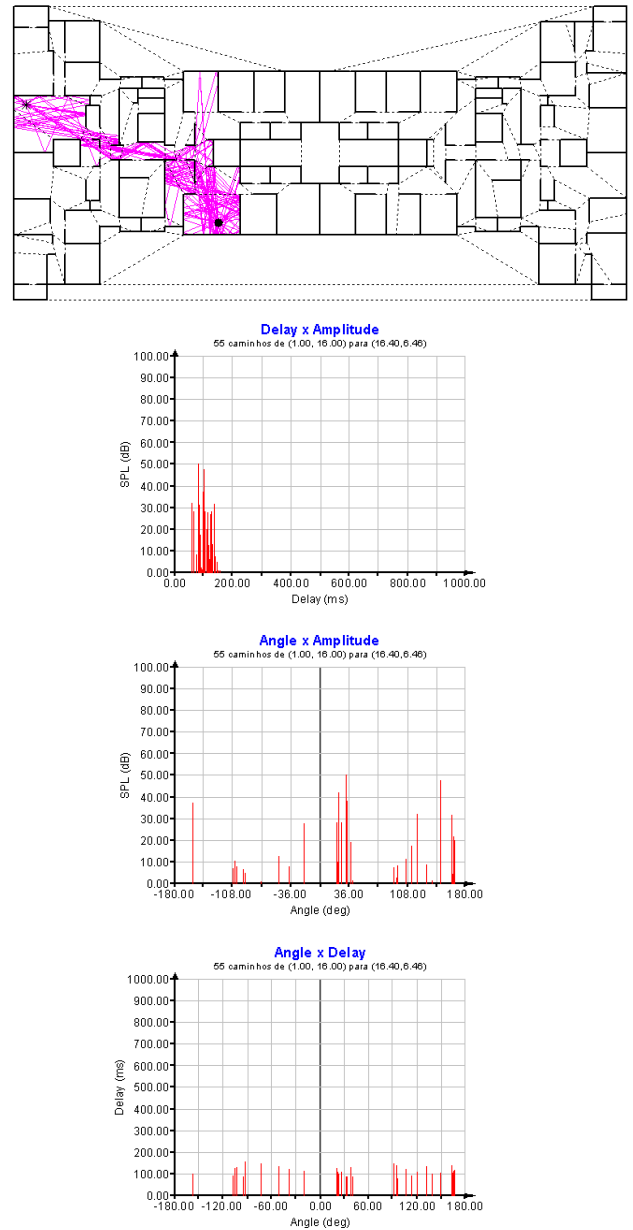 Delay x Amplitude
55 caminhos de (1.00, 16.00) para (16.40,6.46)
100.00
90.00
80.00
70.00
60.00
50.00
40.00
30.00
20.00
10.00
0.00
SPL (dB)
0.00 200.00 400.00 600.00 800.00 1000.00
Delay (ms)
Angle x Amplitude
55 caminhos de (1.00, 16.00) para (16.40,6.46)
100.00
90.00
80.00
70.00
60.00
50.00
40.00
30.00
20.00
10.00
0.00
SPL (dB)
-180.00 -108.00 -36.00 36.00 108.00 180.00
Angle (deg)
Angle x Delay
55 caminhos de (1.00, 16.00) para (16.40,6.46)
1000.00
900.00
800.00
700.00
600.00
500.00
400.00
300.00
200.00
100.00
0.00
Delay (ms)
-180.00 -120.00 -60.00 0.00 60.00 120.00 180.00
Angle (deg)